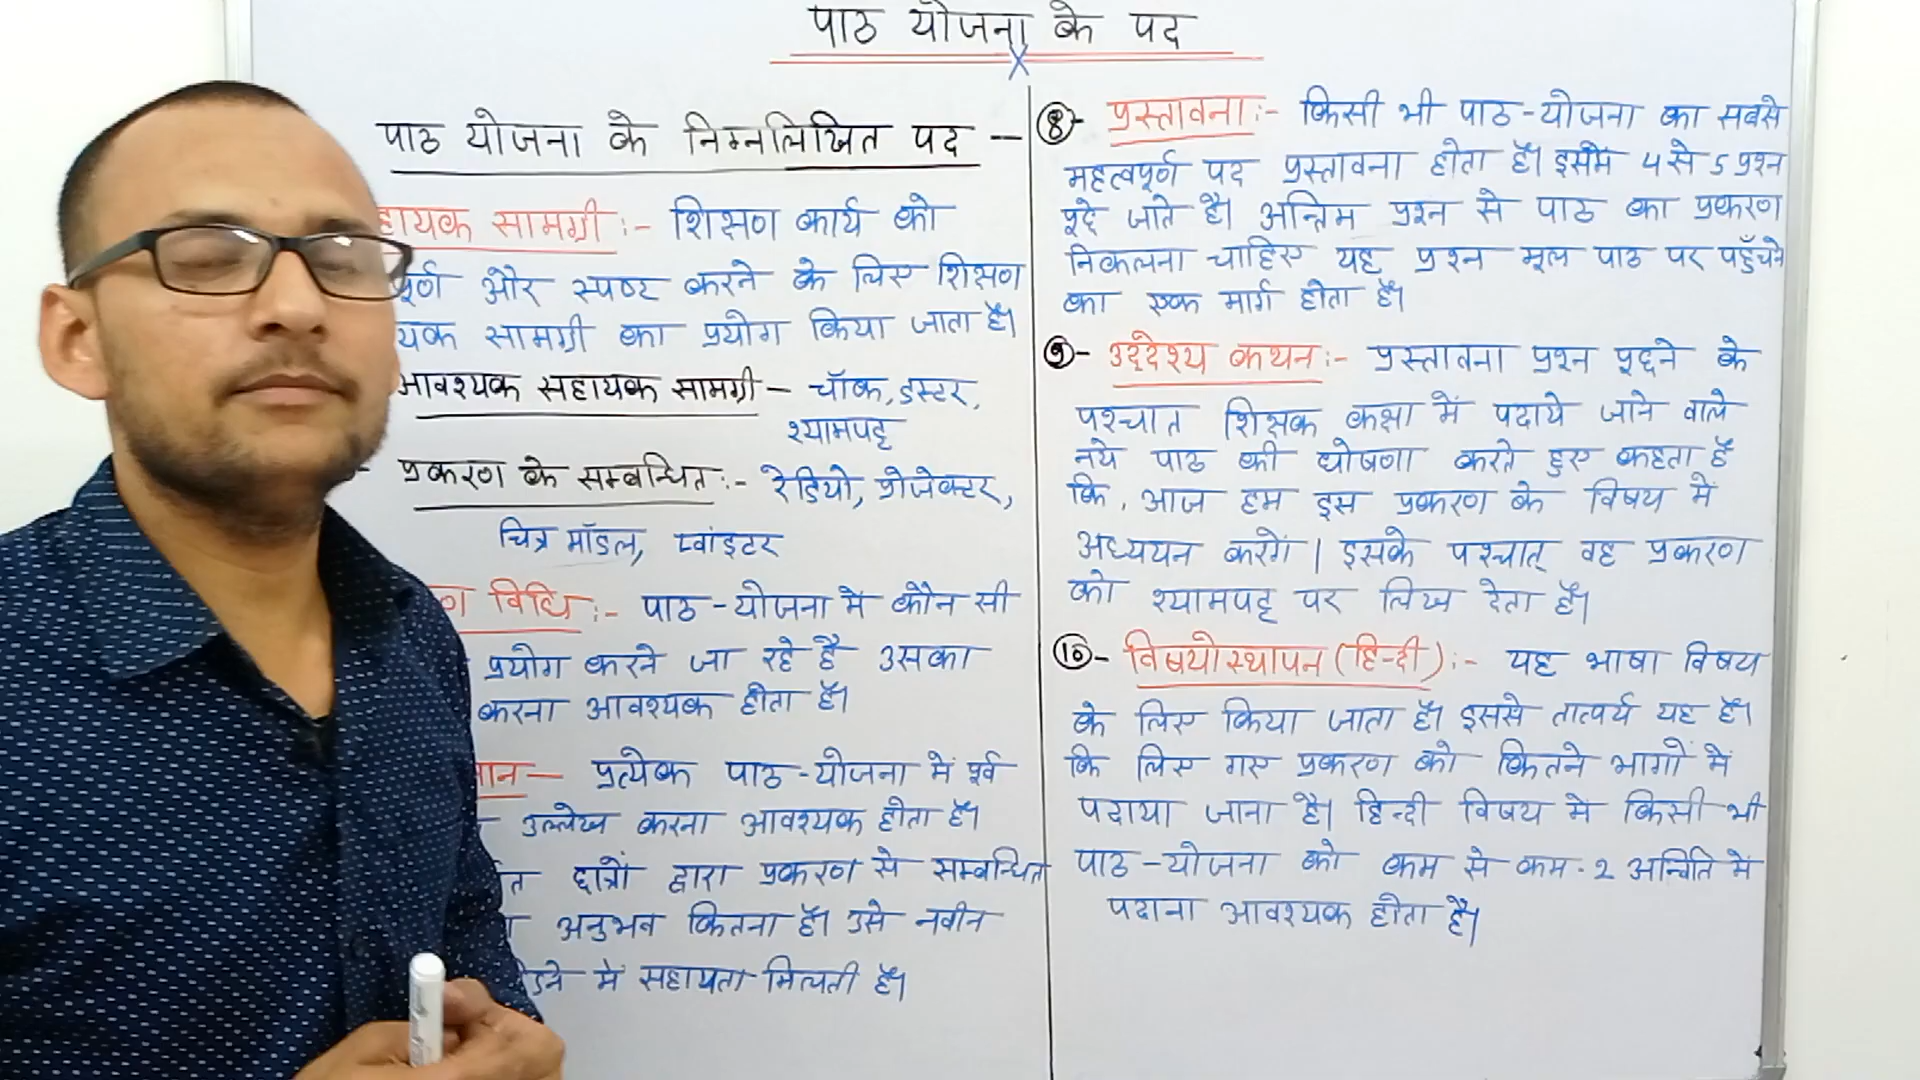 पाठ योजना के पद
पाठ योजना के निम्नलिखित पद —
हायक सामग्री :- शिक्षण कार्य को
पूर्ण और स्पष्ट करने के लिए शिक्षण
यक सामग्री का प्रयोग किया जाता है।
आवश्यक सहायक सामग्री – चॉक, डस्टर,
श्यामपट्ट
- प्रकरण के सम्बन्धित :- रेडियो, प्रोजेक्टर,
चित्र मॉडल, प्वांइटर
ण विधि :- पाठ-योजना में कौन सी
प्रयोग करने जा रहे है उसका
करना आवश्यक होता है।
ज्ञान — प्रत्येक पाठ-योजना में पूर्व
उल्लेख करना आवश्यक होता है।
त छात्रों द्वारा प्रकरण से सम्बन्धित
अनुभव कितना है। उसे नवीन
ने में सहायता मिलती है।
⑧- प्रस्तावना :- किसी भी पाठ-योजना का सबसे
महत्वपूर्ण पद प्रस्तावना होता है। इसमें 4 से 5 प्रश्न
पूछे जाते है। अन्तिम प्रश्न से पाठ का प्रकरण
निकलना चाहिए यह प्रश्न मूल पाठ पर पहुँचने
का एक मार्ग होता है।
⑨- उद्देश्य कथन :- प्रस्तावना प्रश्न पूछने के
पश्चात शिक्षक कक्षा में पढाये जाने वाले
नये पाठ की घोषणा करते हुए कहता है
कि, आज हम इस प्रकरण के विषय में
अध्ययन करेगें। इसके पश्चात् वह प्रकरण
को श्यामपट्ट पर लिख देता है।
⑩- विषयोस्थापन (हिन्दी) :- यह भाषा विषय
के लिए किया जाता है। इससे तात्पर्य यह है।
कि लिए गए प्रकरण को कितने भागों में
पढाया जाना है। हिन्दी विषय में किसी भी
पाठ-योजना को कम से कम-2 अन्विति में
पढाना आवश्यक होता है।